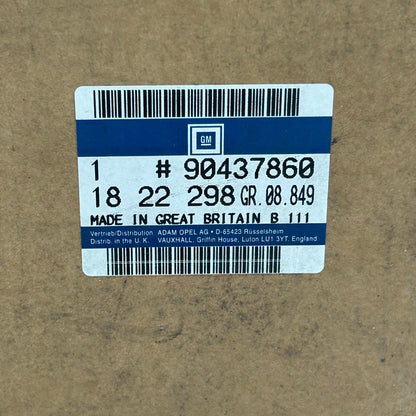 GM
1 # 90437860
18 22 298 GR.08.849
MADE IN GREAT BRITAIN B 111
Vertrieb/Distribution ADAM OPEL AG • D-65423 Rüsselsheim
Distrib. in the U.K. VAUXHALL, Griffin House, Luton LU1 3YT. England